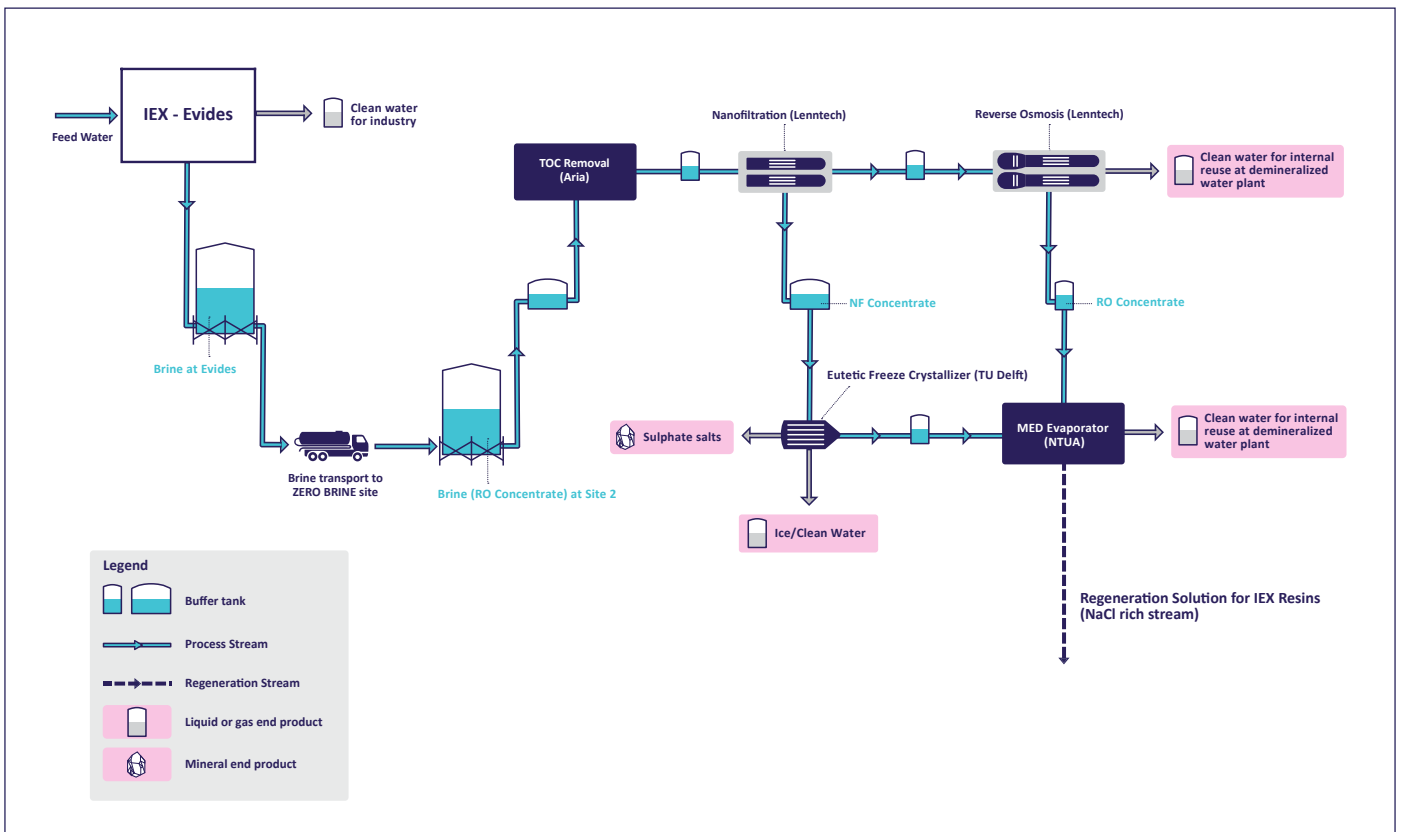 IEX - Evides
Feed Water
Clean water
for industry
Brine at Evides
Brine transport to
ZERO BRINE site
Brine (RO Concentrate) at Site 2
TOC Removal
(Aria)
Nanofiltration (Lenntech)
Reverse Osmosis (Lenntech)
Clean water for internal
reuse at demineralized
water plant
NF Concentrate
RO Concentrate
Eutetic Freeze Crystallizer (TU Delft)
Sulphate salts
Ice/Clean Water
MED Evaporator
(NTUA)
Clean water for internal
reuse at demineralized
water plant
Regeneration Solution for IEX Resins
(NaCl rich stream)
Legend
Buffer tank
Process Stream
Regeneration Stream
Liquid or gas end product
Mineral end product